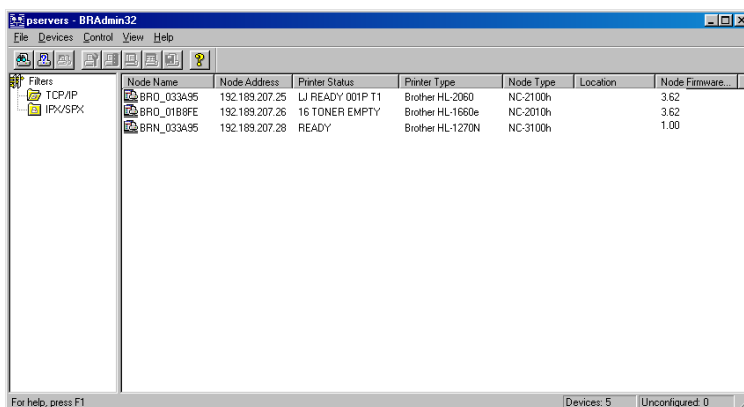 pservers - BRAdmin32
File Devices Control View Help
Filters
TCP/IP
IPX/SPX
Node Name Node Address Printer Status Printer Type Node Type Location Node Firmware...
BRO_033A95 192.189.207.25 LJ READY 001P T1 Brother HL-2060 NC-2100h 3.62
BRO_01B8FE 192.189.207.26 16 TONER EMPTY Brother HL-1660e NC-2010h 3.62
BRN_033A95 192.189.207.28 READY Brother HL-1270N NC-3100h 1.00
For help, press F1 Devices: 5 Unconfigured: 0